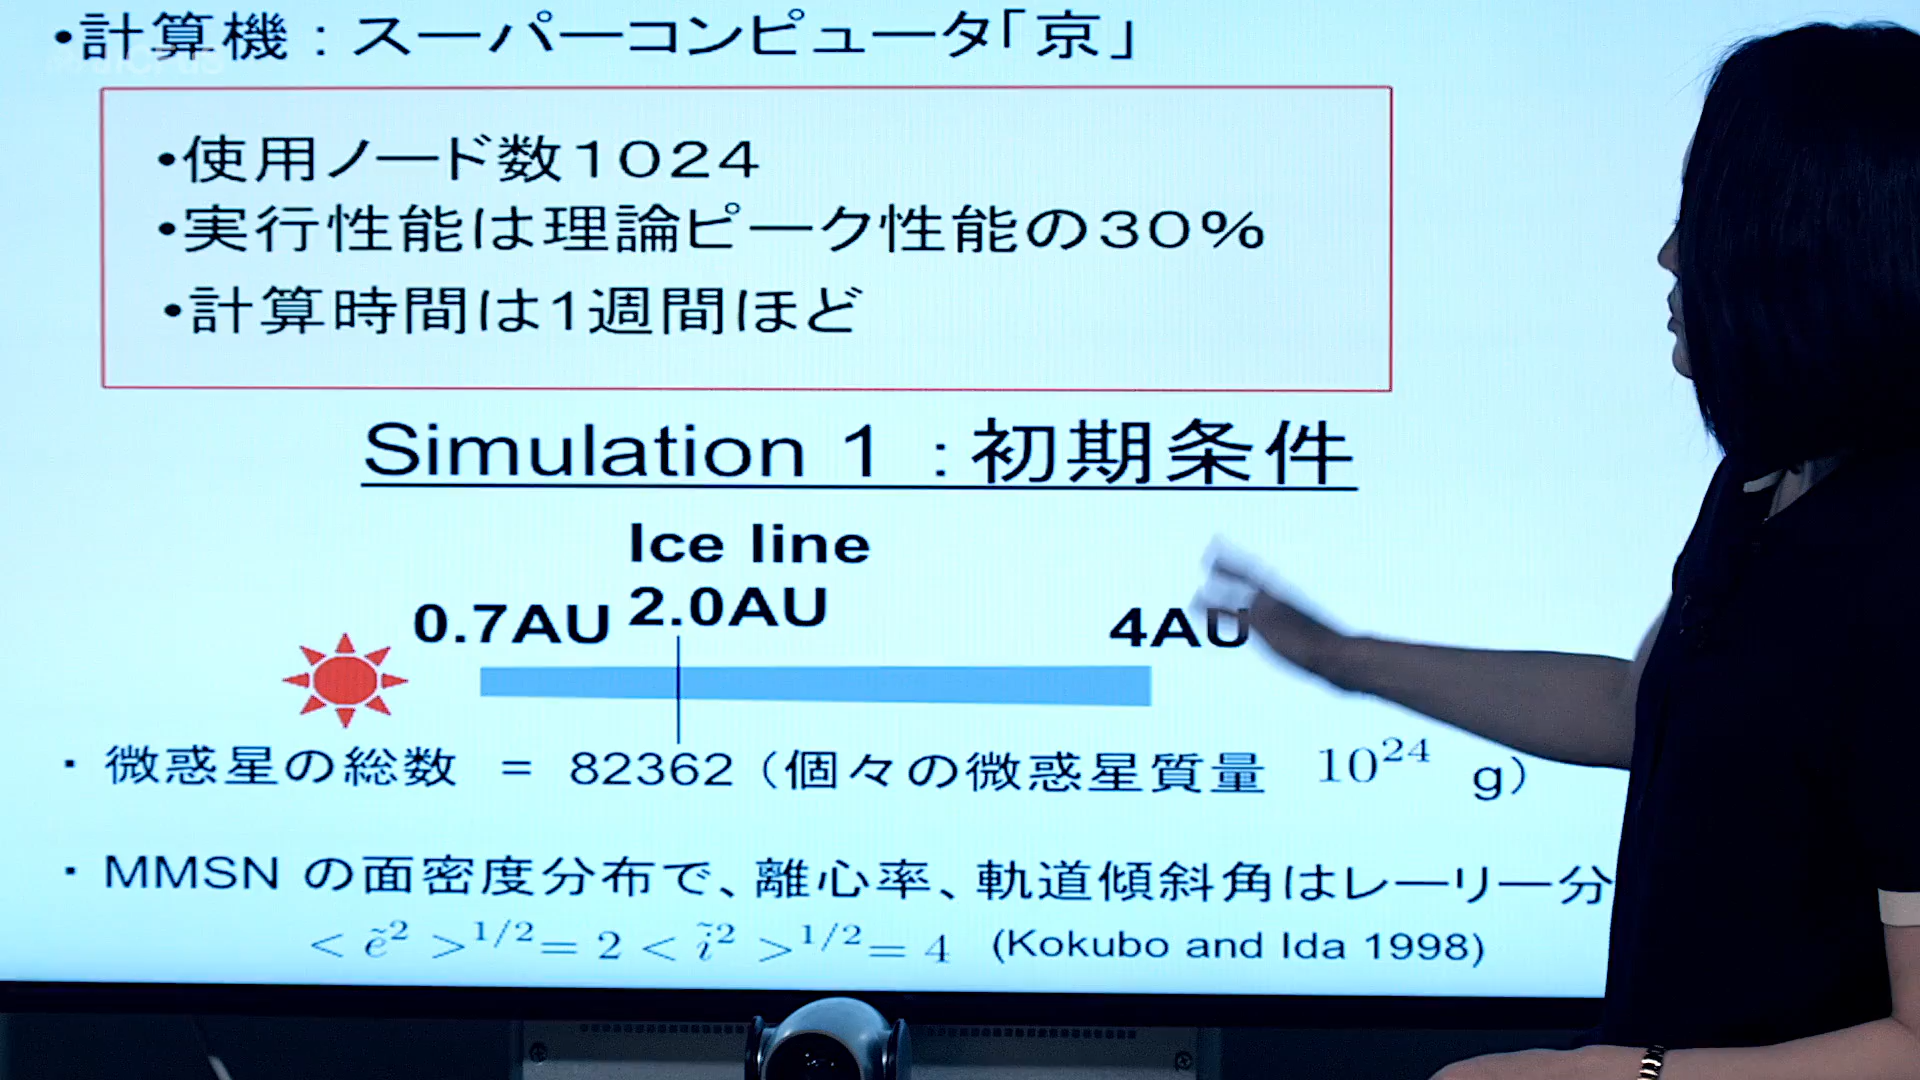 •計算機：スーパーコンピュータ「京」
•使用ノード数1024
•実行性能は理論ピーク性能の30%
•計算時間は1週間ほど
Simulation 1 ：初期条件
Ice line
0.7AU 2.0AU 4AU
・ 微惑星の総数 = 82362（個々の微惑星質量 10^24 g）
・ MMSN の面密度分布で、離心率、軌道傾斜角はレーリー分
< ẽ^2 >^1/2 = 2 < ĩ^2 >^1/2 = 4 (Kokubo and Ida 1998)